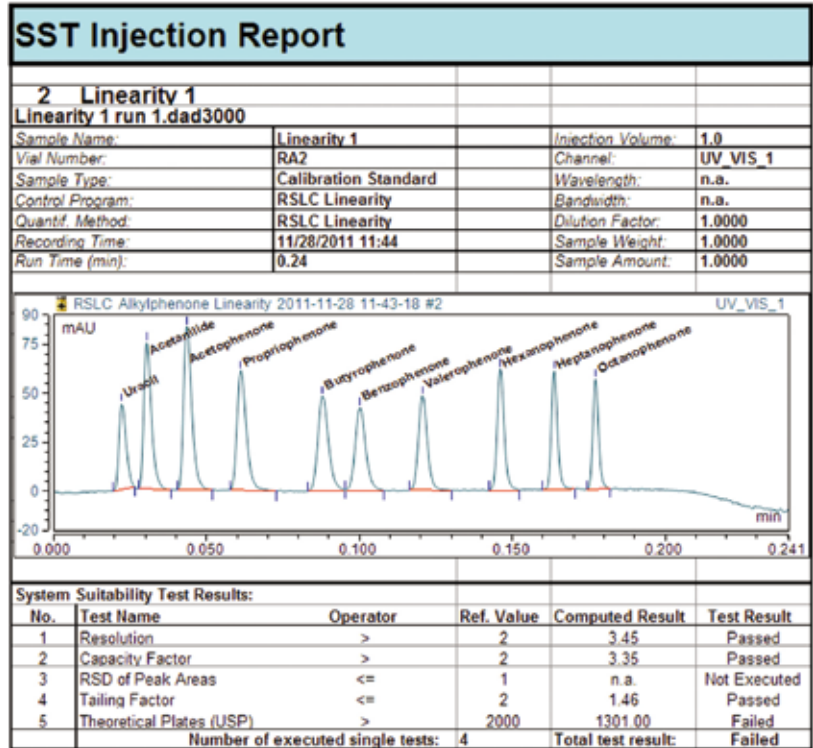 SST Injection Report
2 Linearity 1
Linearity 1 run 1.dad3000
Sample Name: Linearity 1 Injection Volume: 1.0
Vial Number: RA2 Channel: UV_VIS_1
Sample Type: Calibration Standard Wavelength: n.a.
Control Program: RSLC Linearity Bandwidth: n.a.
Quantif. Method: RSLC Linearity Dilution Factor: 1.0000
Recording Time: 11/28/2011 11:44 Sample Weight: 1.0000
Run Time (min): 0.24 Sample Amount: 1.0000
RSLC Alkylphenone Linearity 2011-11-28 11-43-18 #2 UV_VIS_1
mAU
90
75
50
25
0
-20
Uracil
Acetanilide
Acetophenone
Propriophenone
Butyrophenone
Benzophenone
Valerophenone
Hexanophenone
Heptanophenone
Octanophenone
min
0.000 0.050 0.100 0.150 0.200 0.241
System Suitability Test Results:
No. Test Name Operator Ref. Value Computed Result Test Result
1 Resolution > 2 3.45 Passed
2 Capacity Factor > 2 3.35 Passed
3 RSD of Peak Areas <= 1 n.a. Not Executed
4 Tailing Factor <= 2 1.46 Passed
5 Theoretical Plates (USP) > 2000 1301.00 Failed
Number of executed single tests: 4 Total test result: Failed